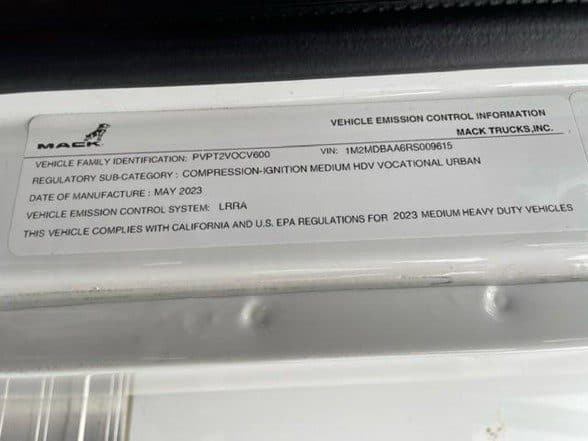 VEHICLE EMISSION CONTROL INFORMATION
MACK MACK TRUCKS, INC.
VEHICLE FAMILY IDENTIFICATION: PVPT2VOCV600 VIN: 1M2MDBAA6RS009615
REGULATORY SUB-CATEGORY : COMPRESSION-IGNITION MEDIUM HDV VOCATIONAL URBAN
DATE OF MANUFACTURE : MAY 2023
VEHICLE EMISSION CONTROL SYSTEM: LRRA
THIS VEHICLE COMPLIES WITH CALIFORNIA AND U.S. EPA REGULATIONS FOR 2023 MEDIUM HEAVY DUTY VEHICLES